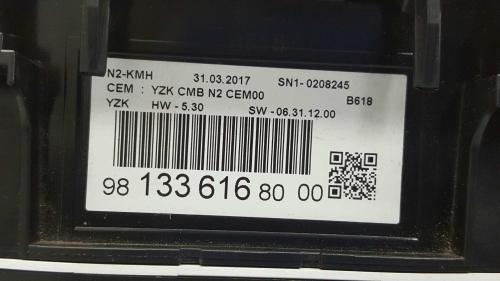 N2-KMH 31.03.2017 SN1-0208245
CEM : YZK CMB N2 CEM00 B618
YZK HW - 5.30 SW - 06.31.12.00
98 133 616 80 00